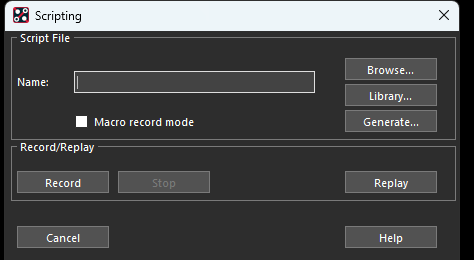 Scripting
Script File
Name:
Browse...
Library...
Macro record mode
Generate...
Record/Replay
Record
Stop
Replay
Cancel
Help